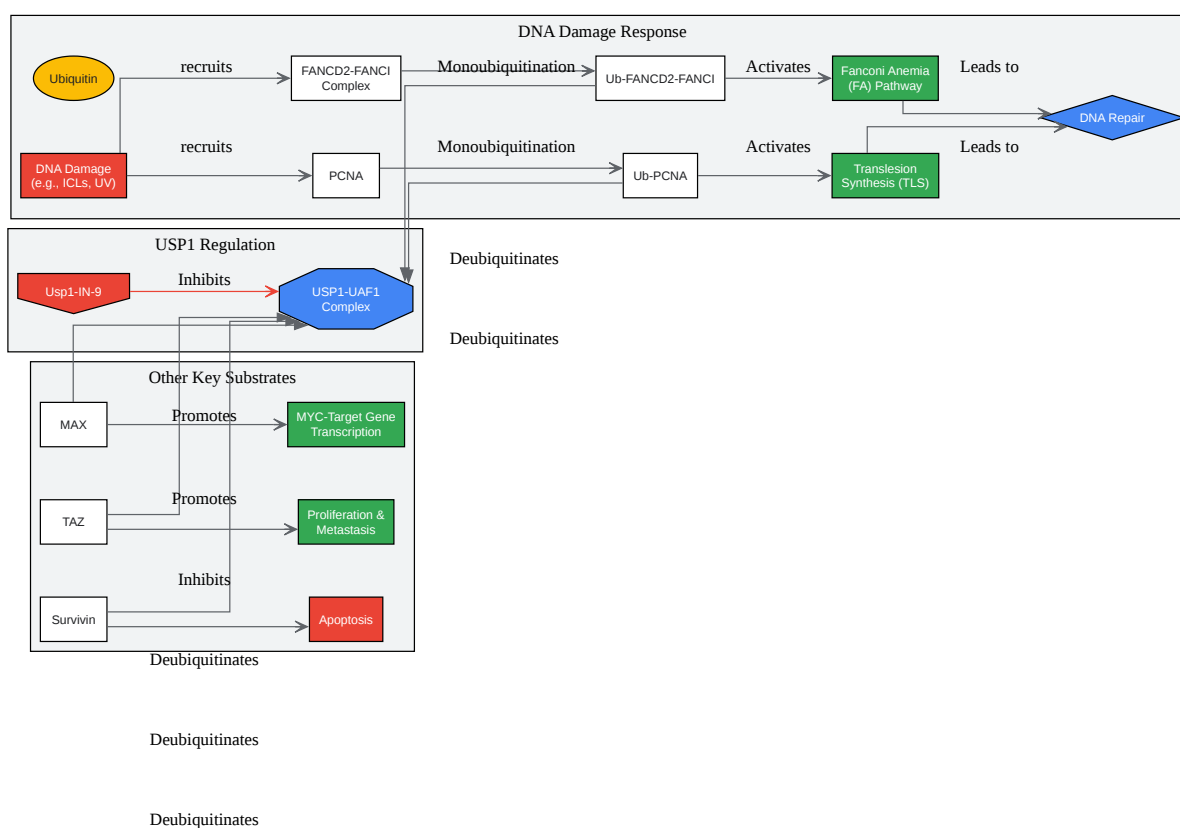 DNA Damage Response
Ubiquitin
recruits
FANCD2-FANCI
Complex
Monoubiquitination
Ub-FANCD2-FANCI
Activates
Fanconi Anemia
(FA) Pathway
Leads to
DNA Repair
DNA Damage
(e.g., ICLs, UV)
recruits
PCNA
Monoubiquitination
Ub-PCNA
Activates
Translesion
Synthesis (TLS)
Leads to
USP1 Regulation
Usp1-IN-9
Inhibits
USP1-UAF1
Complex
Deubiquitinates
Deubiquitinates
Other Key Substrates
MAX
Promotes
MYC-Target Gene
Transcription
TAZ
Promotes
Proliferation &
Metastasis
Survivin
Inhibits
Apoptosis
Deubiquitinates
Deubiquitinates
Deubiquitinates